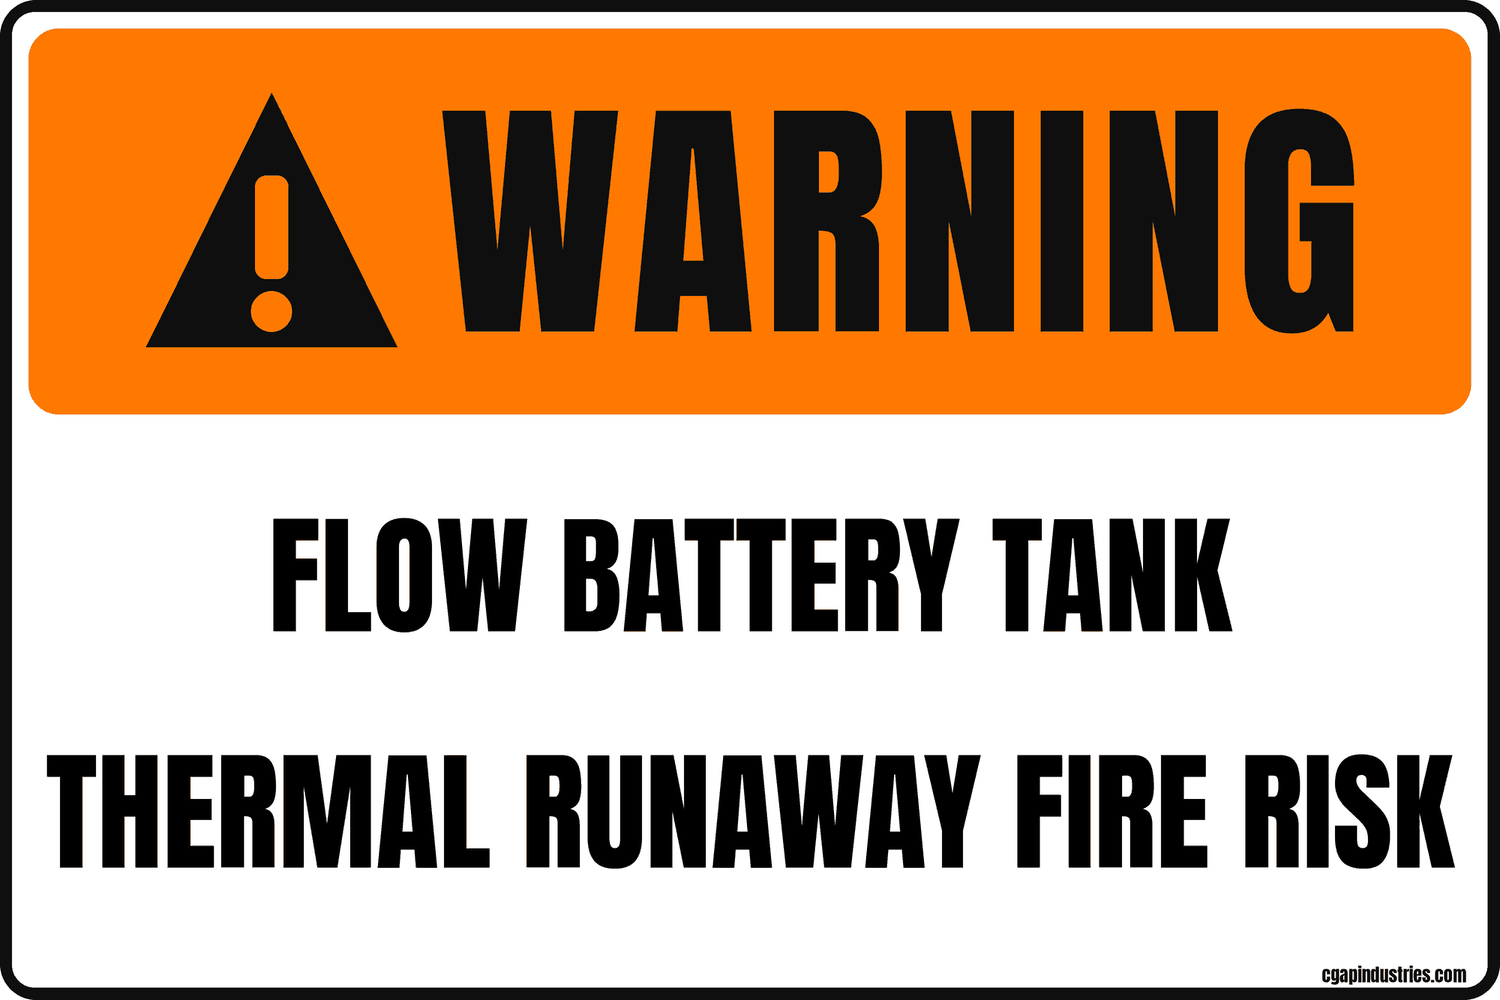 WARNING
FLOW BATTERY TANK
THERMAL RUNAWAY FIRE RISK
cgapindustries.com